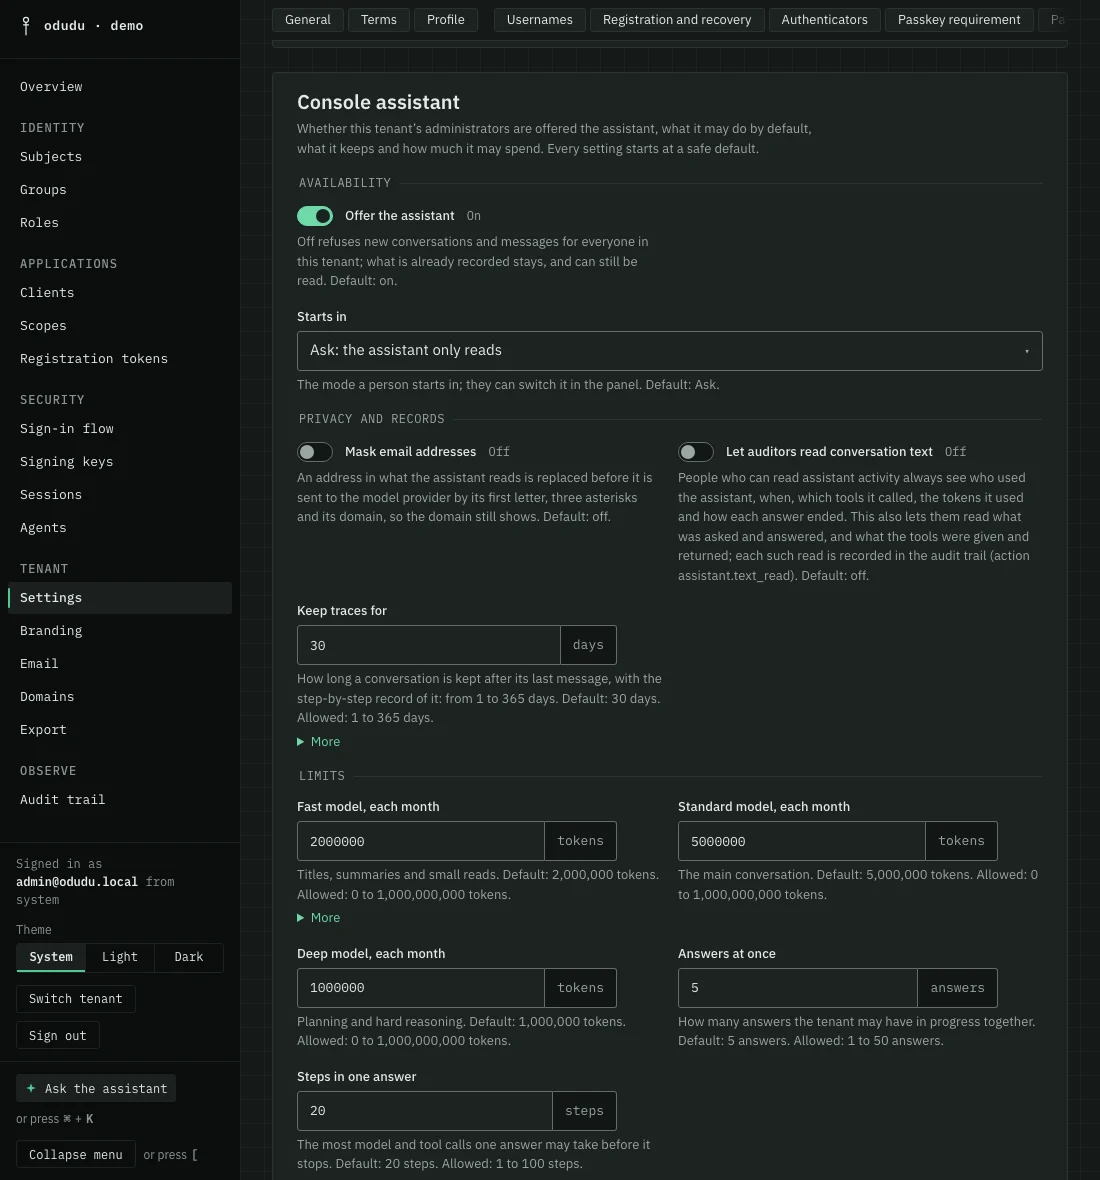 odudu · demo
Overview
IDENTITY
Subjects
Groups
Roles
APPLICATIONS
Clients
Scopes
Registration tokens
SECURITY
Sign-in flow
Signing keys
Sessions
Agents
TENANT
Settings
Branding
Email
Domains
Export
OBSERVE
Audit trail
Signed in as
admin@odudu.local from
system
Theme
System Light Dark
Switch tenant
Sign out
Ask the assistant
or press ⌘ + K
Collapse menu or press [
General Terms Profile Usernames Registration and recovery Authenticators Passkey requirement Pa
Console assistant
Whether this tenant’s administrators are offered the assistant, what it may do by default,
what it keeps and how much it may spend. Every setting starts at a safe default.
AVAILABILITY
Offer the assistant On
Off refuses new conversations and messages for everyone in
this tenant; what is already recorded stays, and can still be
read. Default: on.
Starts in
Ask: the assistant only reads
The mode a person starts in; they can switch it in the panel. Default: Ask.
PRIVACY AND RECORDS
Mask email addresses Off
An address in what the assistant reads is replaced before it is
sent to the model provider by its first letter, three asterisks
and its domain, so the domain still shows. Default: off.
Let auditors read conversation text Off
People who can read assistant activity always see who used
the assistant, when, which tools it called, the tokens it used
and how each answer ended. This also lets them read what
was asked and answered, and what the tools were given and
returned; each such read is recorded in the audit trail (action
assistant.text_read). Default: off.
Keep traces for
30 days
How long a conversation is kept after its last message, with the
step-by-step record of it: from 1 to 365 days. Default: 30 days.
Allowed: 1 to 365 days.
More
LIMITS
Fast model, each month
2000000 tokens
Titles, summaries and small reads. Default: 2,000,000 tokens.
Allowed: 0 to 1,000,000,000 tokens.
More
Standard model, each month
5000000 tokens
The main conversation. Default: 5,000,000 tokens. Allowed: 0
to 1,000,000,000 tokens.
Deep model, each month
1000000 tokens
Planning and hard reasoning. Default: 1,000,000 tokens.
Allowed: 0 to 1,000,000,000 tokens.
Answers at once
5 answers
How many answers the tenant may have in progress together.
Default: 5 answers. Allowed: 1 to 50 answers.
Steps in one answer
20 steps
The most model and tool calls one answer may take before it
stops. Default: 20 steps. Allowed: 1 to 100 steps.